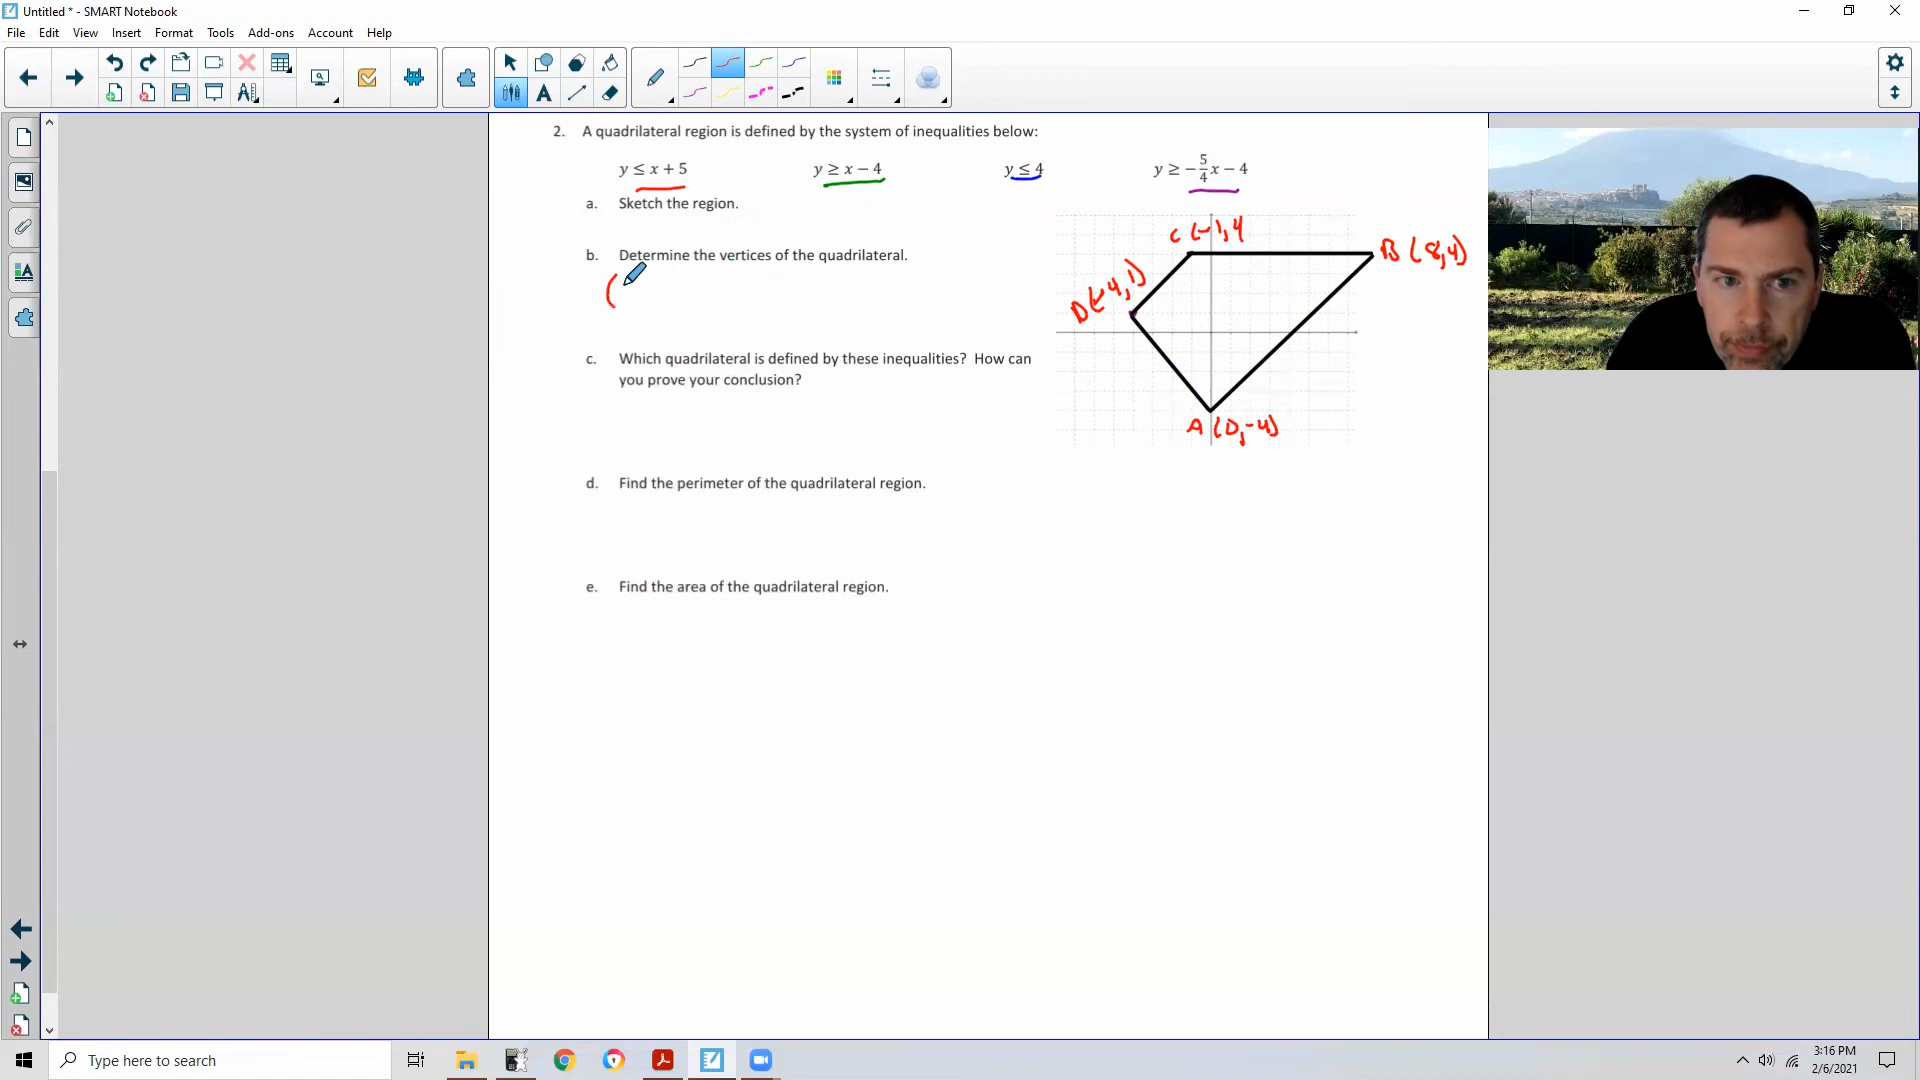 Untitled * - SMART Notebook
File Edit View Insert Format Tools Add-ons Account Help
2. A quadrilateral region is defined by the system of inequalities below:
y ≤ x + 5 y ≥ x − 4 y ≤ 4 y ≥ −5/4x − 4
a. Sketch the region.
C (-1,4
B (8,4)
b. Determine the vertices of the quadrilateral.
(
D(-4,1)
c. Which quadrilateral is defined by these inequalities? How can
you prove your conclusion?
A (0,-4)
d. Find the perimeter of the quadrilateral region.
e. Find the area of the quadrilateral region.
Type here to search
3:16 PM
2/6/2021